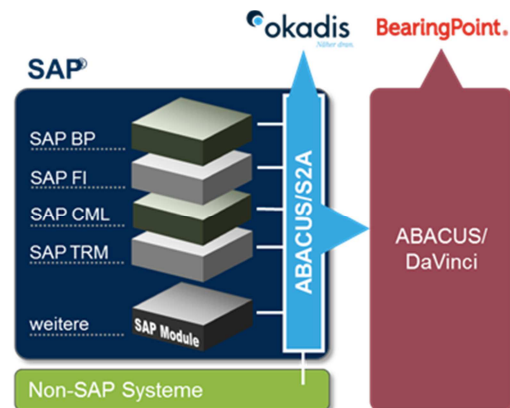 okadis
Näher dran.
BearingPoint.
SAP®
SAP BP
SAP FI
SAP CML
SAP TRM
weitere
SAP Module
ABACUS/S2A
ABACUS/
DaVinci
Non-SAP Systeme